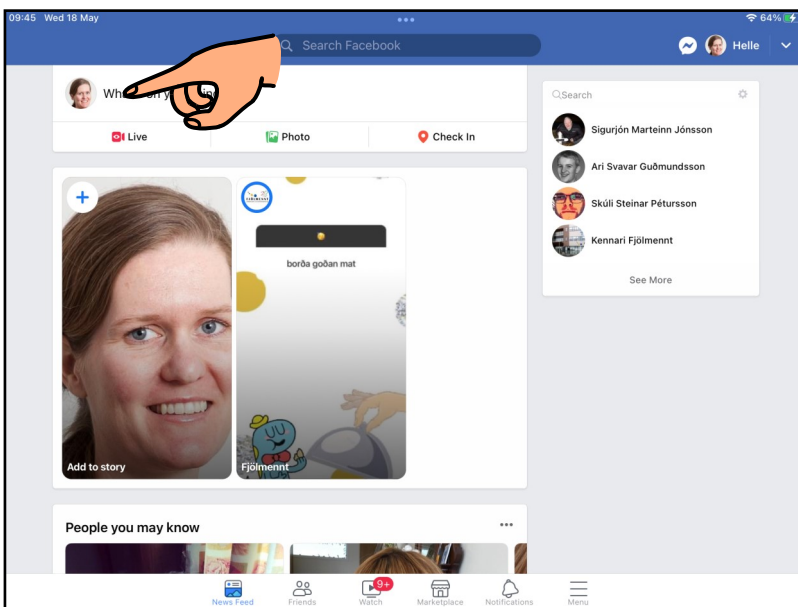 09:45 Wed 18 May
64%
Search Facebook
Helle
Live
Photo
Check In
Search
Sigurjón Marteinn Jónsson
Ari Svavar Guðmundsson
Skúli Steinar Pétursson
Kennari Fjölmennt
See More
borða goðan mat
Add to story
Fjölmennt
People you may know
9+
News Feed
Friends
Watch
Marketplace
Notifications
Menu